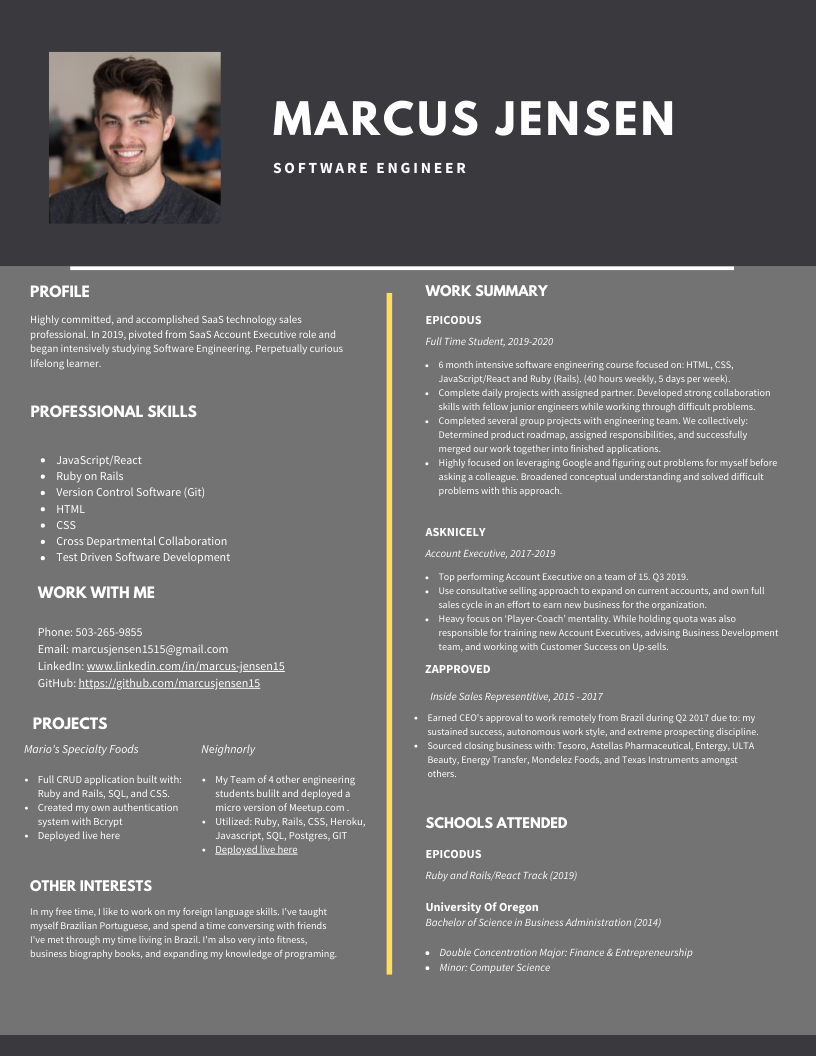 MARCUS JENSEN
SOFTWARE ENGINEER
PROFILE
Highly committed, and accomplished SaaS technology sales
professional. In 2019, pivoted from SaaS Account Executive role and
began intensively studying Software Engineering. Perpetually curious
lifelong learner.
PROFESSIONAL SKILLS
• JavaScript/React
• Ruby on Rails
• Version Control Software (Git)
• HTML
• CSS
• Cross Departmental Collaboration
• Test Driven Software Development
WORK WITH ME
Phone: 503-265-9855
Email: marcusjensen1515@gmail.com
LinkedIn: www.linkedin.com/in/marcus-jensen15
GitHub: https://github.com/marcusjensen15
PROJECTS
Mario's Specialty Foods
• Full CRUD application built with:
Ruby and Rails, SQL, and CSS.
• Created my own authentication
system with Bcrypt
• Deployed live here
Neighnorly
• My Team of 4 other engineering
students bulilt and deployed a
micro version of Meetup.com .
• Utilized: Ruby, Rails, CSS, Heroku,
Javascript, SQL, Postgres, GIT
• Deployed live here
OTHER INTERESTS
In my free time, I like to work on my foreign language skills. I've taught
myself Brazilian Portuguese, and spend a time conversing with friends
I've met through my time living in Brazil. I'm also very into fitness,
business biography books, and expanding my knowledge of programing.
WORK SUMMARY
EPICODUS
Full Time Student, 2019-2020
• 6 month intensive software engineering course focused on: HTML, CSS,
JavaScript/React and Ruby (Rails). (40 hours weekly, 5 days per week).
• Complete daily projects with assigned partner. Developed strong collaboration
skills with fellow junior engineers while working through difficult problems.
• Completed several group projects with engineering team. We collectively:
Determined product roadmap, assigned responsibilities, and successfully
merged our work together into finished applications.
• Highly focused on leveraging Google and figuring out problems for myself before
asking a colleague. Broadened conceptual understanding and solved difficult
problems with this approach.
ASKNICELY
Account Executive, 2017-2019
• Top performing Account Executive on a team of 15. Q3 2019.
• Use consultative selling approach to expand on current accounts, and own full
sales cycle in an effort to earn new business for the organization.
• Heavy focus on 'Player-Coach' mentality. While holding quota was also
responsible for training new Account Executives, advising Business Development
team, and working with Customer Success on Up-sells.
ZAPPROVED
Inside Sales Representitive, 2015 - 2017
• Earned CEO's approval to work remotely from Brazil during Q2 2017 due to: my
sustained success, autonomous work style, and extreme prospecting discipline.
• Sourced closing business with: Tesoro, Astellas Pharmaceutical, Entergy, ULTA
Beauty, Energy Transfer, Mondelez Foods, and Texas Instruments amongst
others.
SCHOOLS ATTENDED
EPICODUS
Ruby and Rails/React Track (2019)
University Of Oregon
Bachelor of Science in Business Administration (2014)
• Double Concentration Major: Finance & Entrepreneurship
• Minor: Computer Science